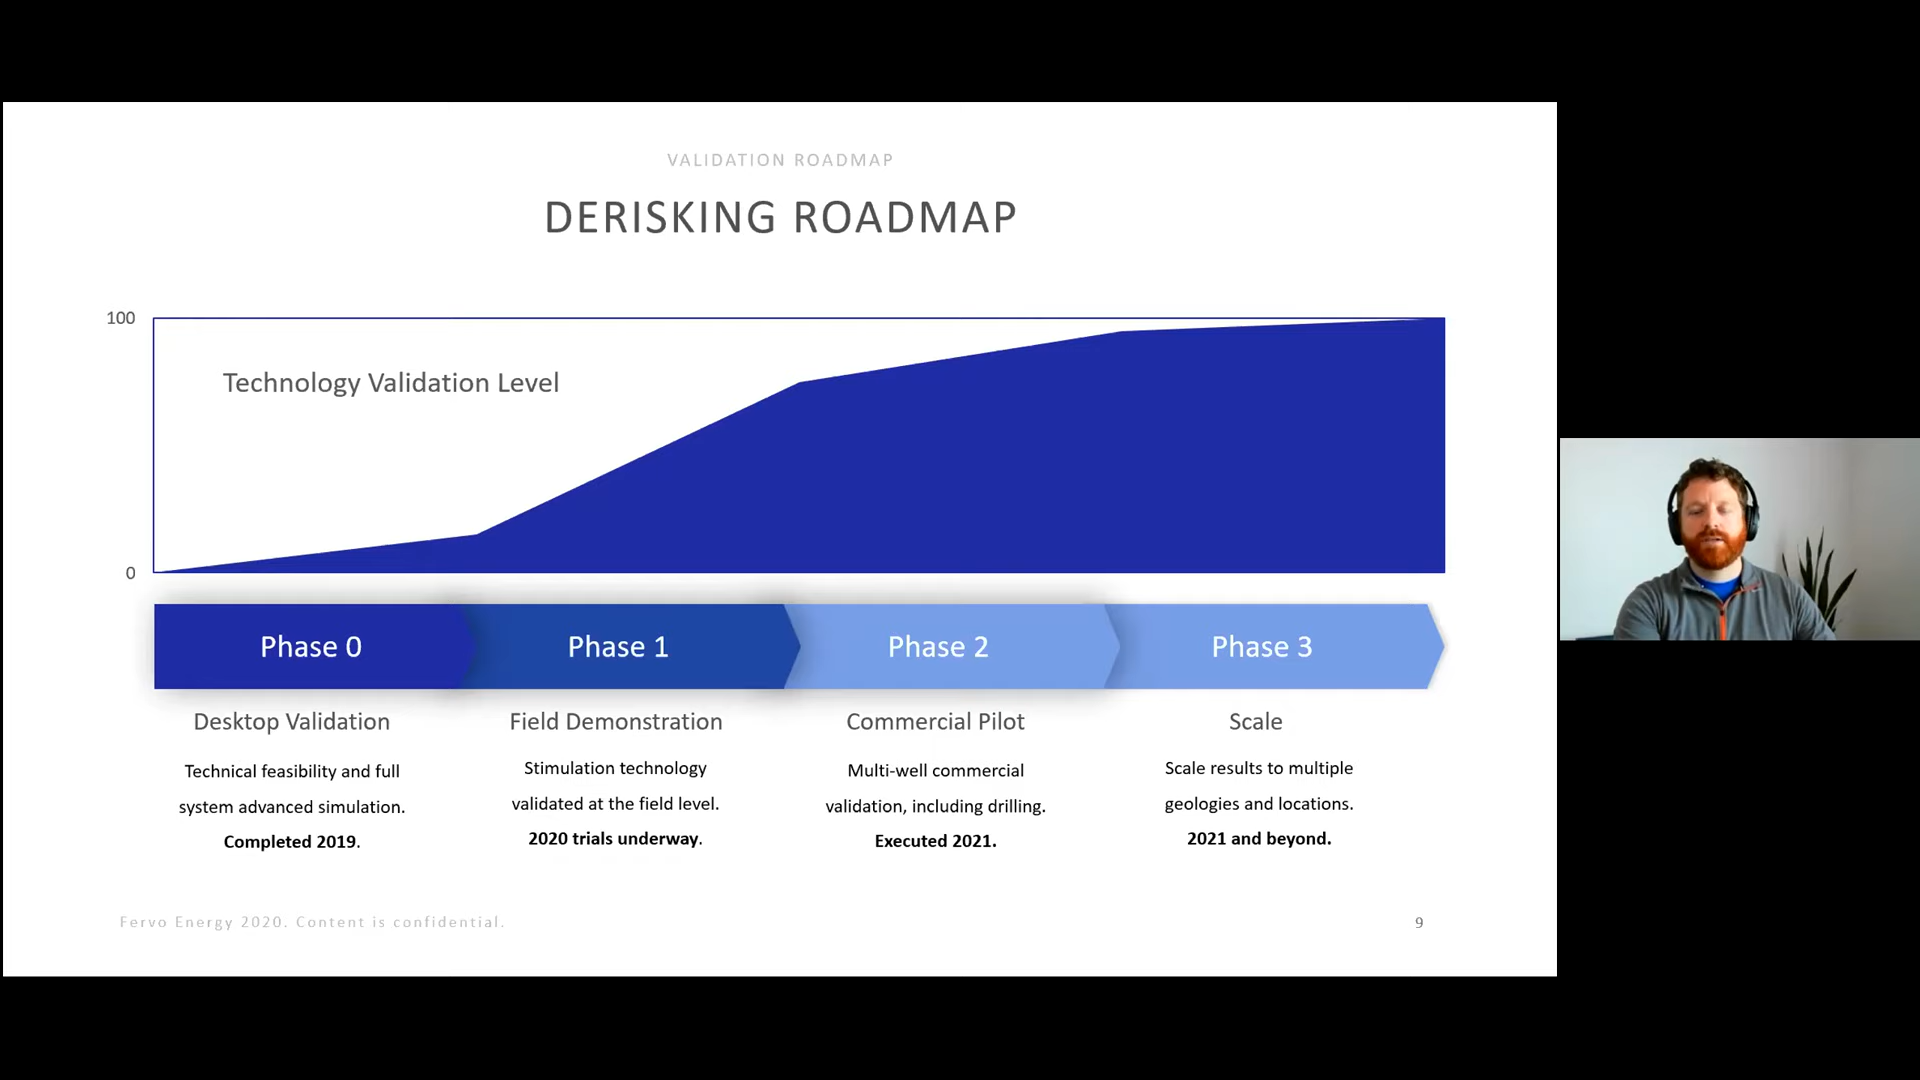 VALIDATION ROADMAP
DERISKING ROADMAP
100
Technology Validation Level
0
Phase 0
Phase 1
Phase 2
Phase 3
Desktop Validation
Technical feasibility and full
system advanced simulation.
Completed 2019.
Field Demonstration
Stimulation technology
validated at the field level.
2020 trials underway.
Commercial Pilot
Multi-well commercial
validation, including drilling.
Executed 2021.
Scale
Scale results to multiple
geologies and locations.
2021 and beyond.
Fervo Energy 2020. Content is confidential.
9